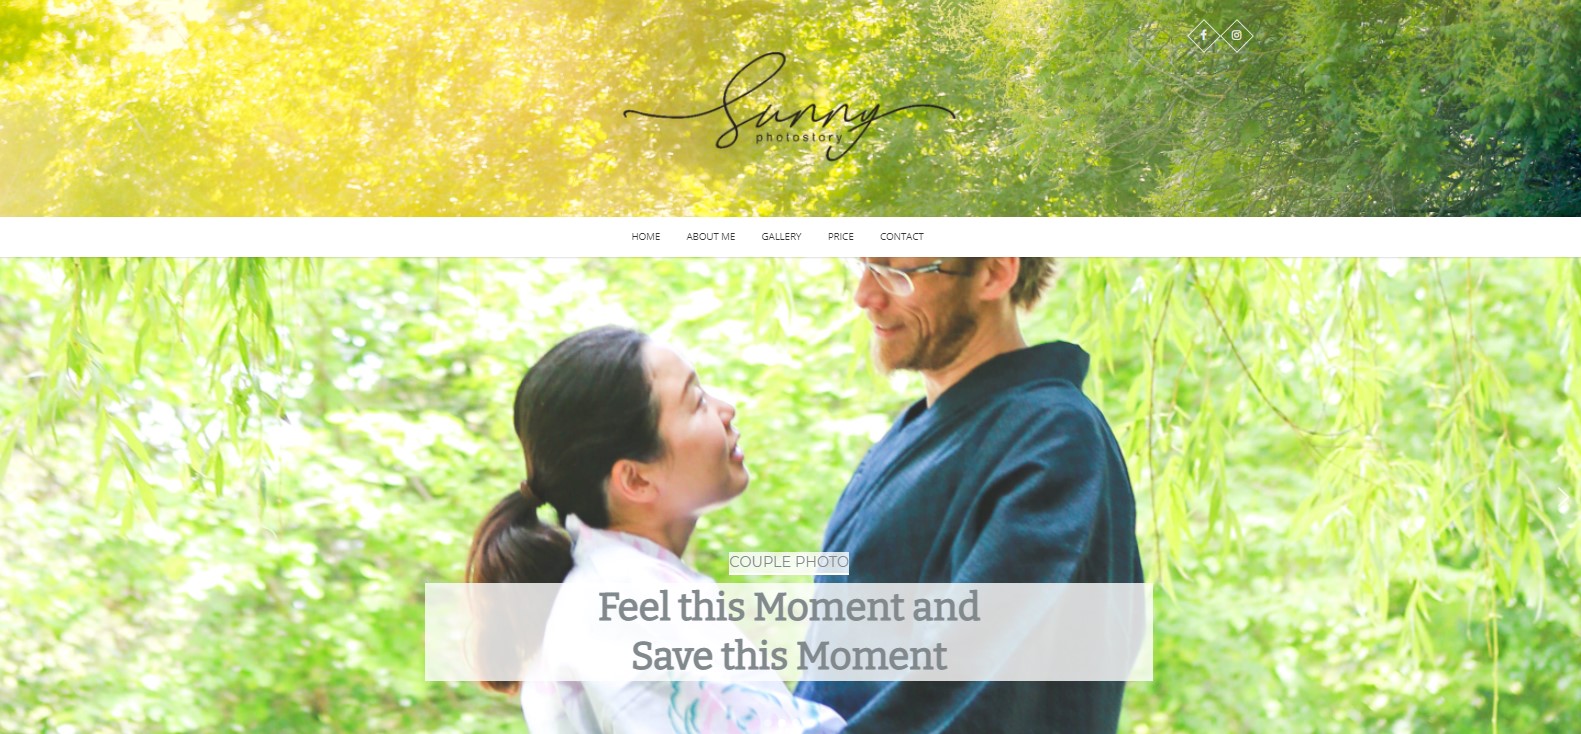 Sunny
photostory
HOME ABOUT ME GALLERY PRICE CONTACT
COUPLE PHOTO
Feel this Moment and
Save this Moment